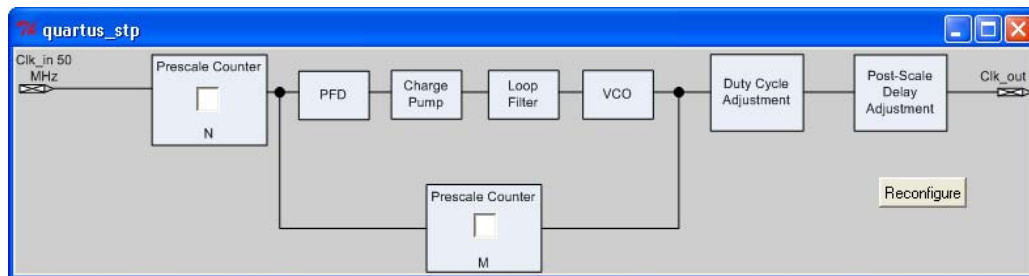 quartus_stp
Clk_in 50
MHz
Prescale Counter
N
PFD
Charge
Pump
Loop
Filter
VCO
Duty Cycle
Adjustment
Post-Scale
Delay
Adjustment
Clk_out
Prescale Counter
M
Reconfigure